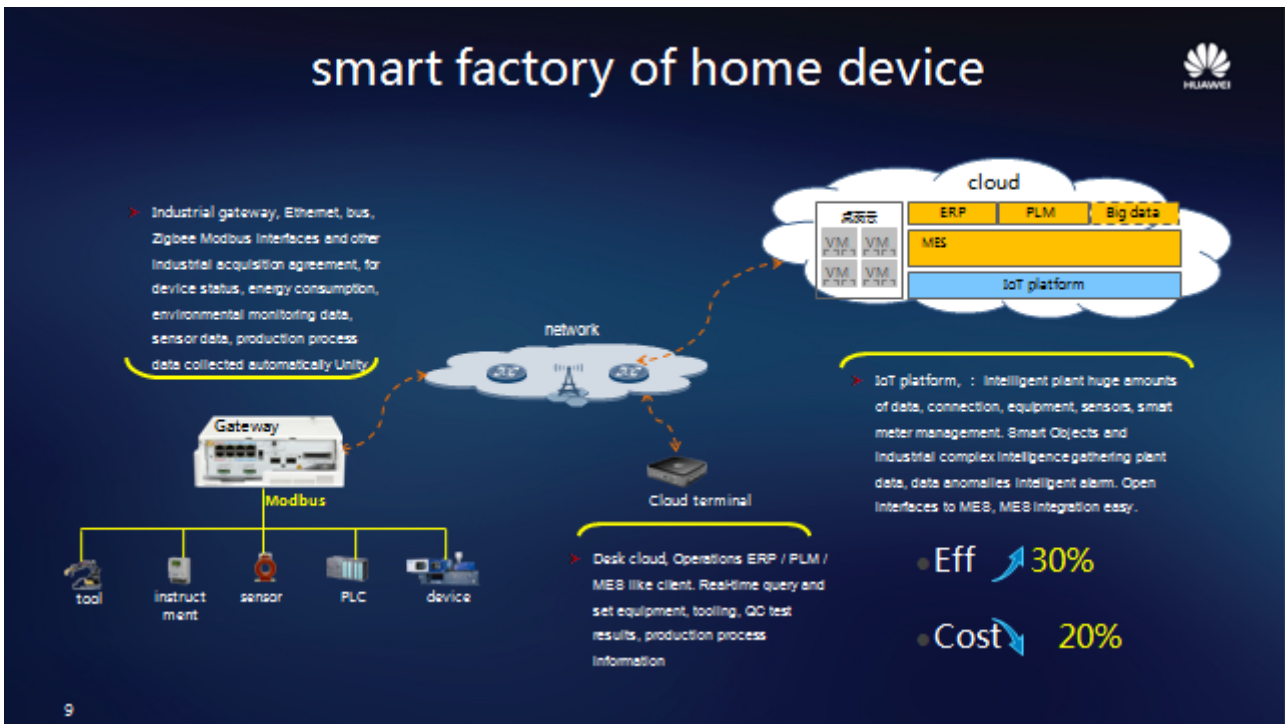 smart factory of home device
HUAWEI
Industrial gateway, Ethernet, bus,
Zigbee Modbus interfaces and other
industrial acquisition agreement, for
device status, energy consumption,
environmental monitoring data,
sensor data, production process
data collected automatically Unity
Gateway
Modbus
tool
instruct
ment
sensor
PLC
device
network
Cloud terminal
Desk cloud, Operations ERP / PLM /
MES like client. Real-time query and
set equipment, tooling, QC test
results, production process
information
cloud
桌面云
VM VM
VM VM
ERP
PLM
Big data
MES
IoT platform
IoT platform, : Intelligent plant huge amounts
of data, connection, equipment, sensors, smart
meter management. Smart Objects and
industrial complex intelligence gathering plant
data, data anomalies intelligent alarm. Open
interfaces to MES, MES integration easy.
Eff 30%
Cost 20%
9